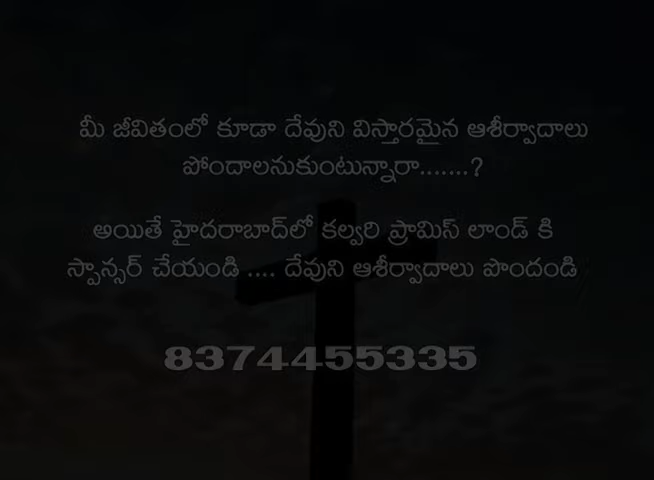 మీ జీవితంలో కూడా దేవుని విస్తారమైన ఆశీర్వాదాలు
పోందాలనుకుంటున్నారా.......?
అయితే హైదరాబాద్‌లో కల్వరి ప్రామిస్ లాండ్ కి
స్పాన్సర్ చేయండి .... దేవుని ఆశీర్వాదాలు పొందండి
8374455335